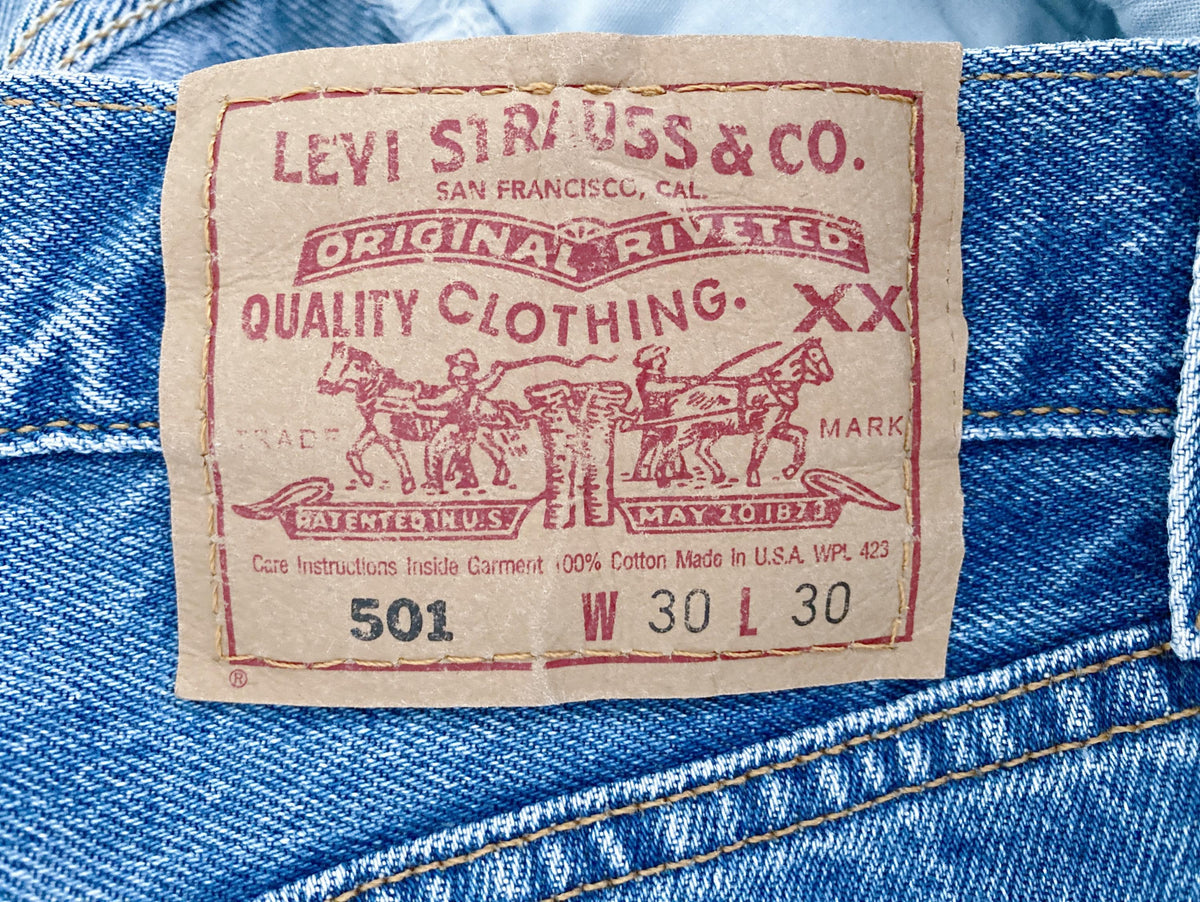 LEVI STRAUSS & CO.
SAN FRANCISCO, CAL.
ORIGINAL RIVETED
QUALITY CLOTHING. XX
TRADE MARK
PATENTED IN U.S. MAY 20 1873
Care Instructions Inside Garment 100% Cotton Made in U.S.A. WPL 423
501 W 30 L 30
®